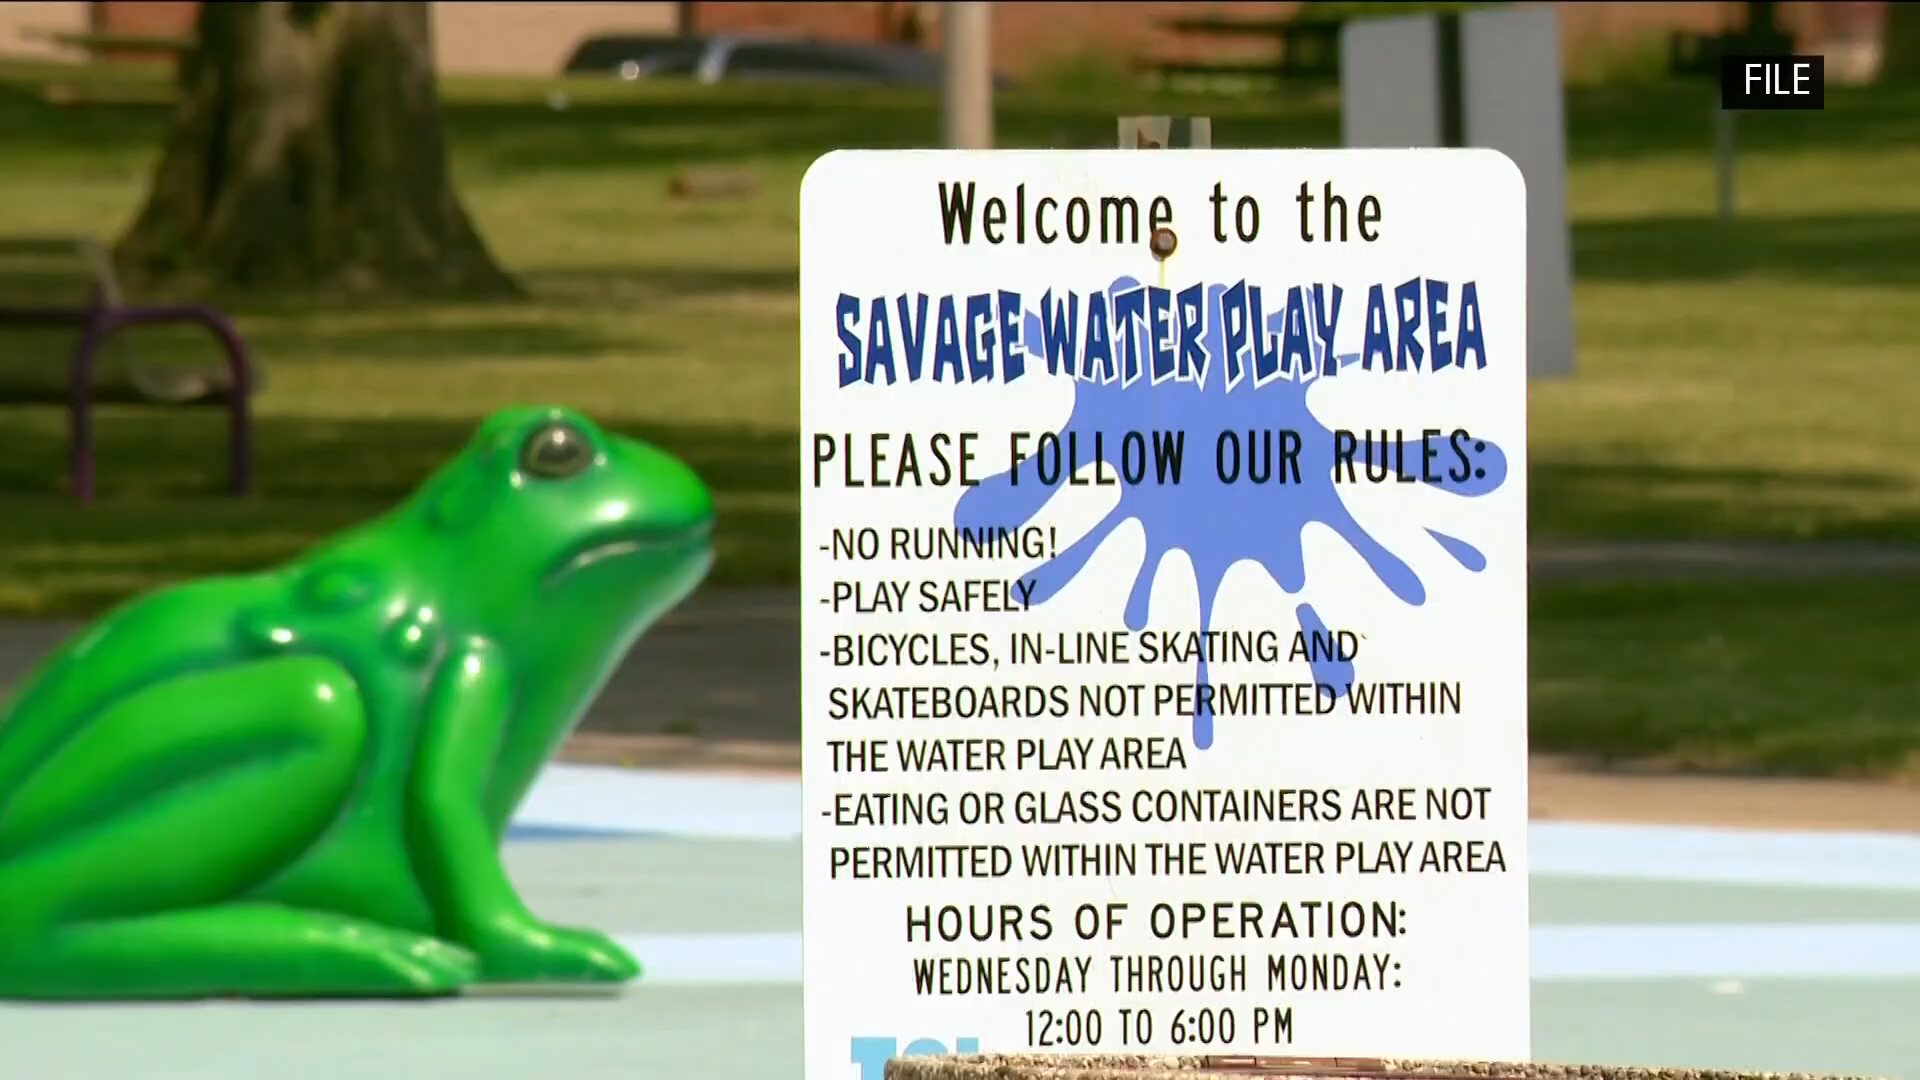 FILE
Welcome to the
SAVAGE WATER PLAY AREA
PLEASE FOLLOW OUR RULES:
-NO RUNNING!
-PLAY SAFELY
-BICYCLES, IN-LINE SKATING AND
SKATEBOARDS NOT PERMITTED WITHIN
THE WATER PLAY AREA
-EATING OR GLASS CONTAINERS ARE NOT
PERMITTED WITHIN THE WATER PLAY AREA
HOURS OF OPERATION:
WEDNESDAY THROUGH MONDAY:
12:00 TO 6:00 PM